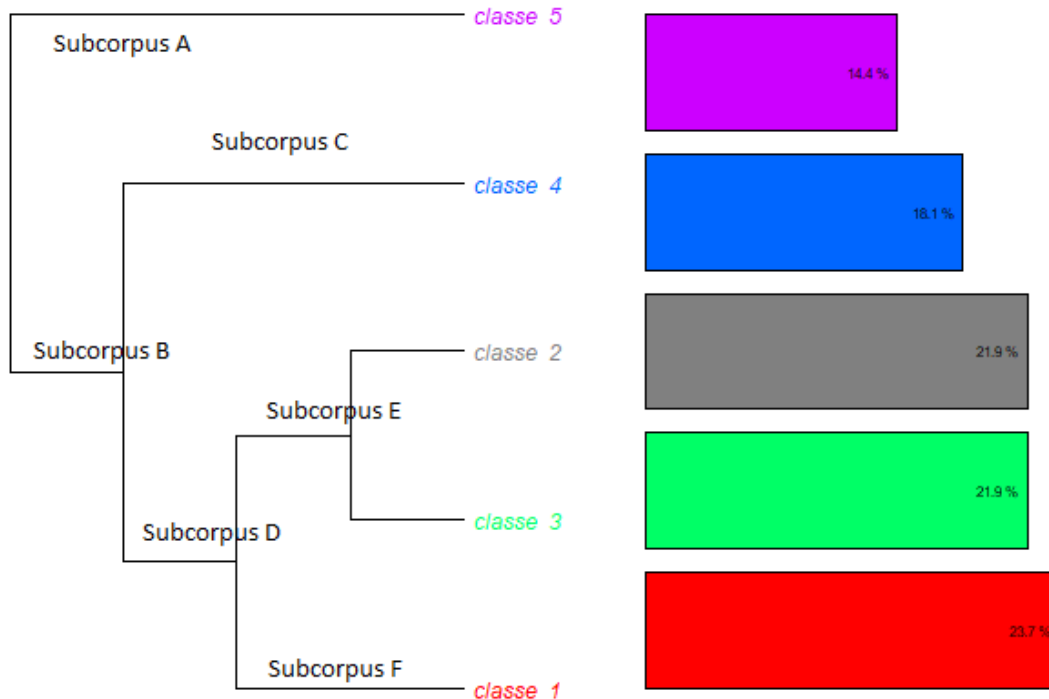 classe 5
Subcorpus A
14.4 %
Subcorpus C
classe 4
18.1 %
Subcorpus B
classe 2
21.9 %
Subcorpus E
classe 3
21.9 %
Subcorpus D
23.7 %
Subcorpus F
classe 1